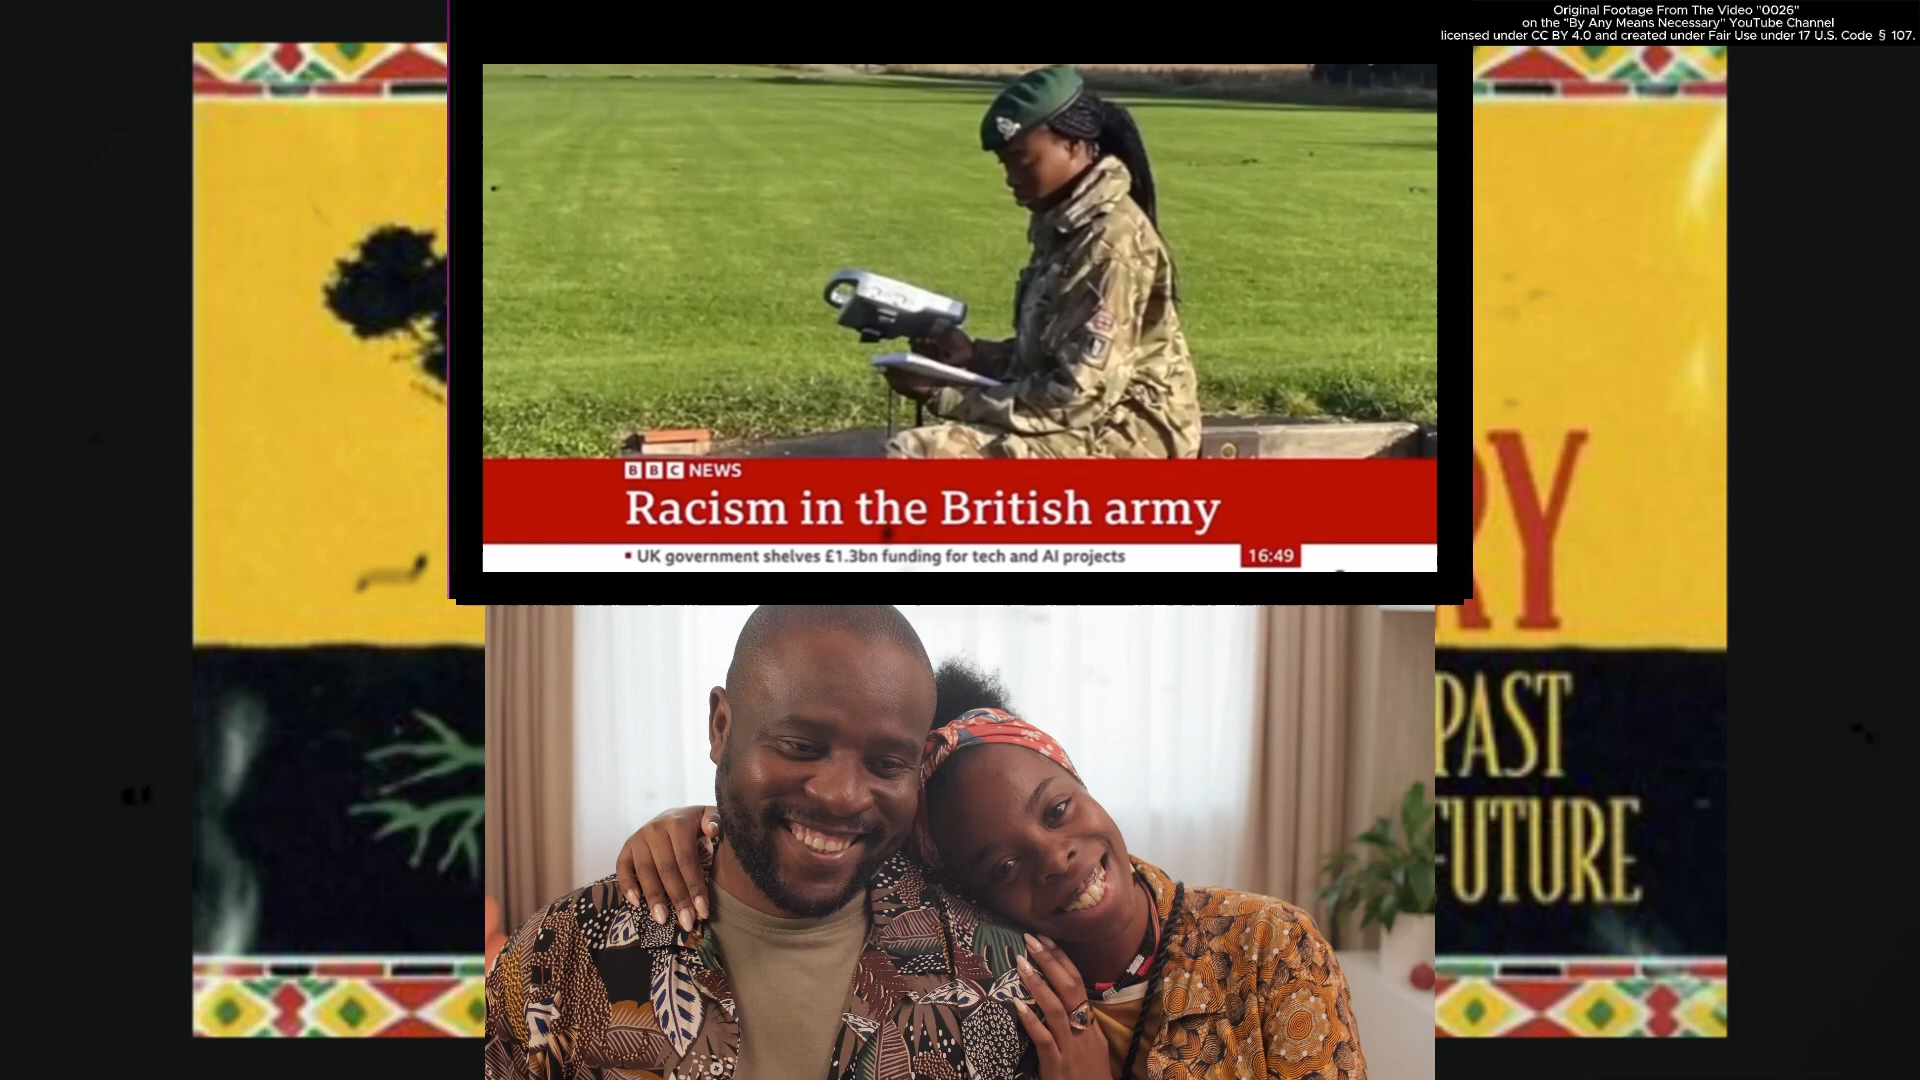 Original Footage From The Video "0026"
on the "By Any Means Necessary" YouTube Channel
licensed under CC BY 4.0 and created under Fair Use under 17 U.S. Code § 107.
BBC NEWS
Racism in the British army
▪ UK government shelves £1.3bn funding for tech and AI projects
16:49
RY
PAST
FUTURE